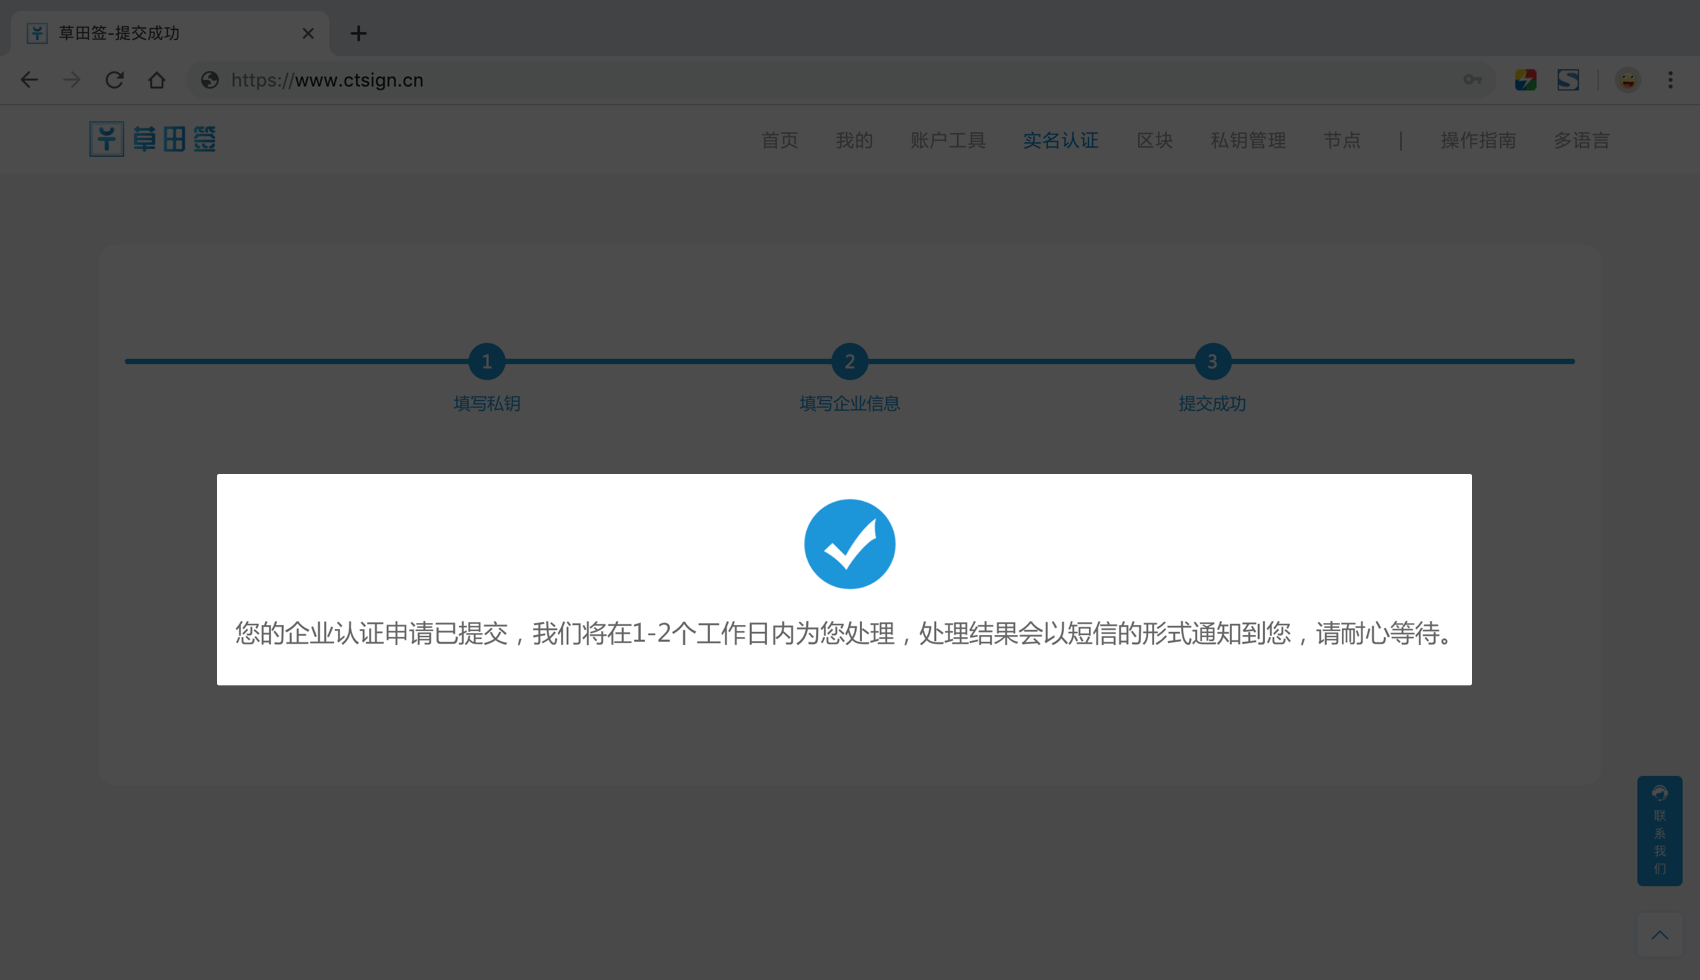 草田签-提交成功
https://www.ctsign.cn
草田签
首页 我的 账户工具 实名认证 区块 私钥管理 节点 | 操作指南 多语言
1 2 3
填写私钥 填写企业信息 提交成功
您的企业认证申请已提交，我们将在1-2个工作日内为您处理，处理结果会以短信的形式通知到您，请耐心等待。
联
系
我
们